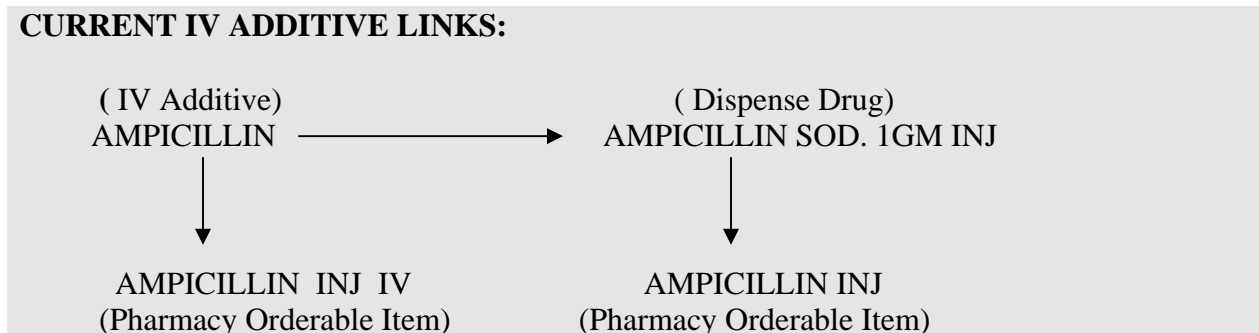 CURRENT IV ADDITIVE LINKS:
( IV Additive) ( Dispense Drug)
AMPICILLIN AMPICILLIN SOD. 1GM INJ
AMPICILLIN INJ IV AMPICILLIN INJ
(Pharmacy Orderable Item) (Pharmacy Orderable Item)